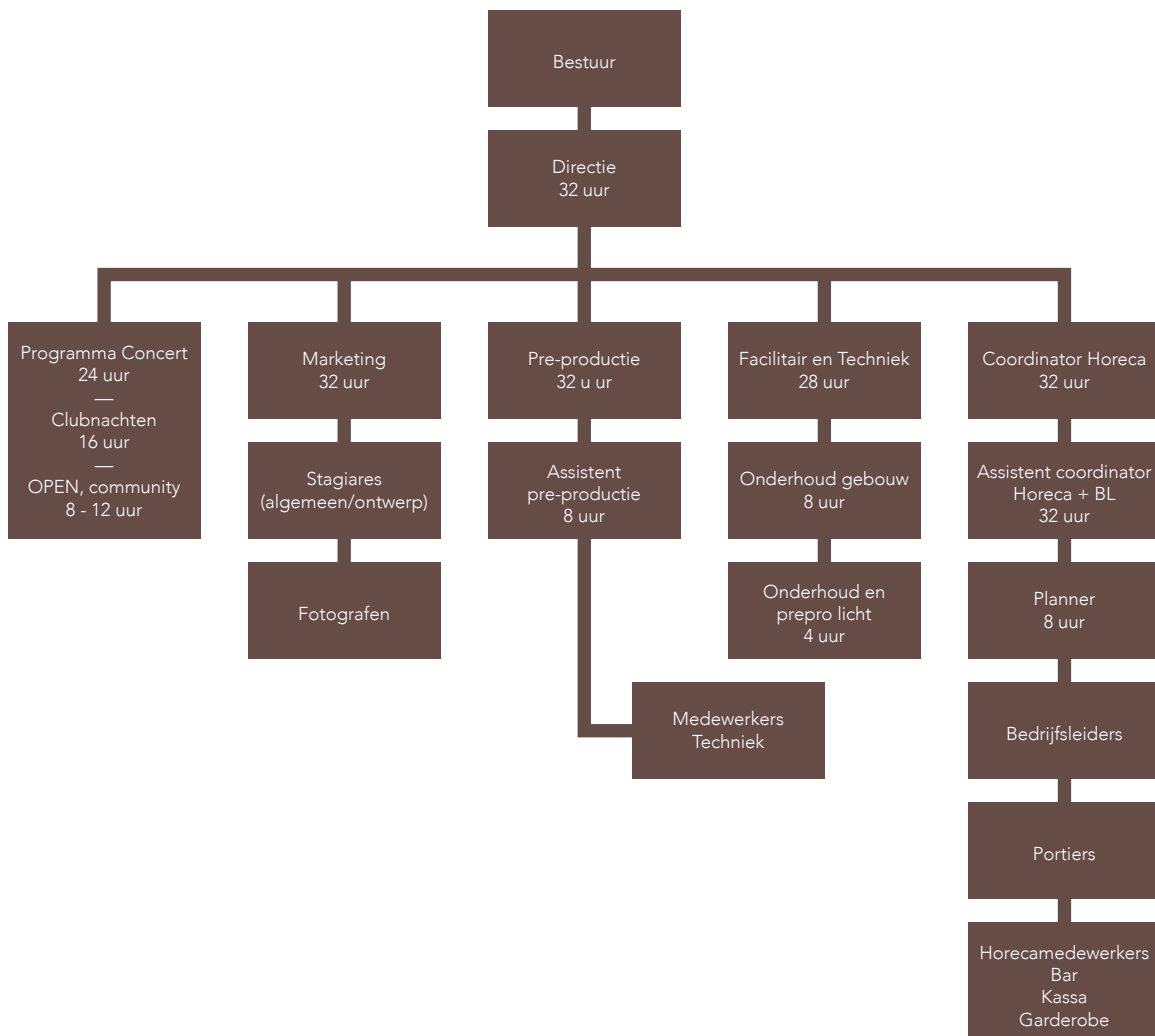 Bestuur
Directie
32 uur
Programma Concert
24 uur
—
Clubnachten
16 uur
—
OPEN, community
8 - 12 uur
Marketing
32 uur
Pre-productie
32 u ur
Facilitair en Techniek
28 uur
Coordinator Horeca
32 uur
Stagiares
(algemeen/ontwerp)
Assistent
pre-productie
8 uur
Onderhoud gebouw
8 uur
Assistent coordinator
Horeca + BL
32 uur
Fotografen
Onderhoud en
prepro licht
4 uur
Planner
8 uur
Medewerkers
Techniek
Bedrijfsleiders
Portiers
Horecamedewerkers
Bar
Kassa
Garderobe